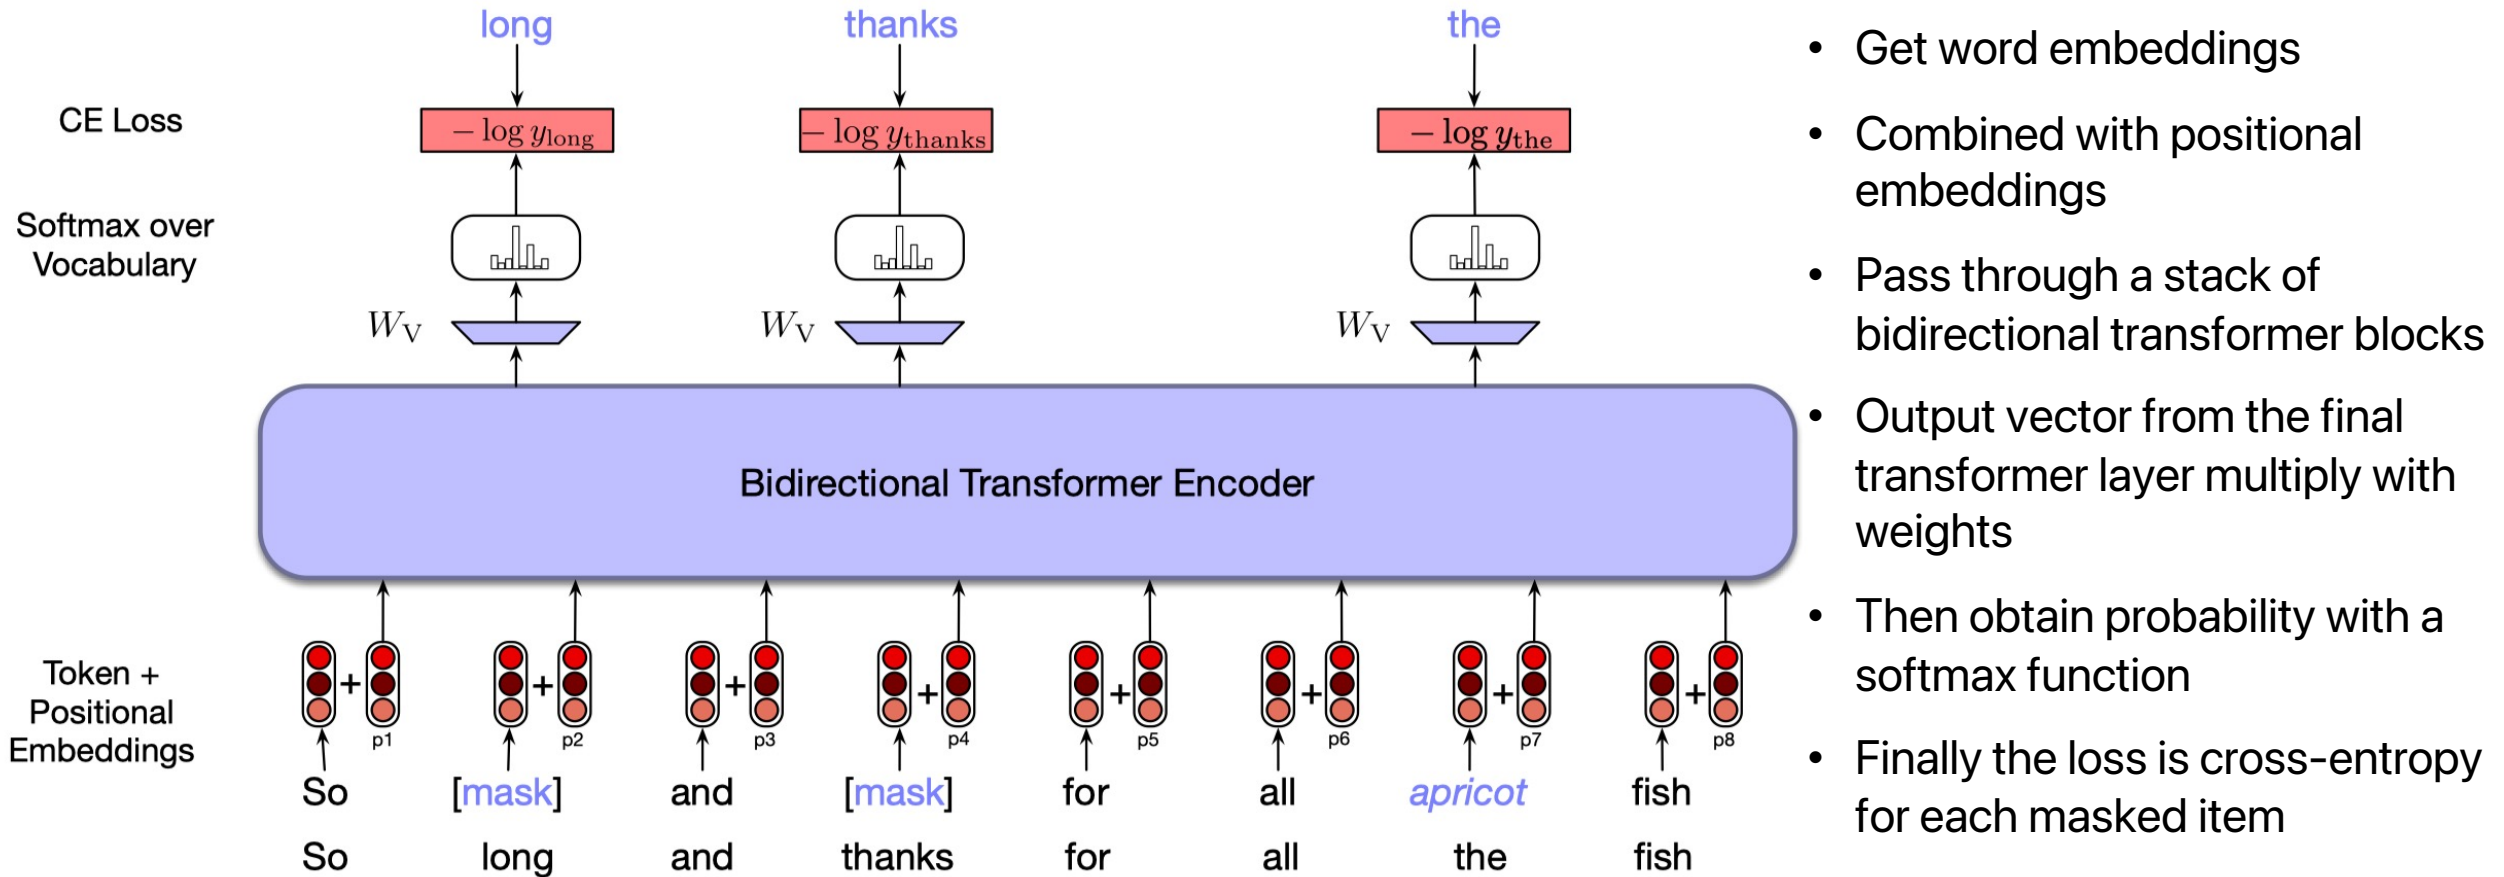 long thanks the
CE Loss
− log y_long − log y_thanks − log y_the
Softmax over
Vocabulary
W_V W_V W_V
Bidirectional Transformer Encoder
Token +
Positional
Embeddings
+ + + + + + + +
p1 p2 p3 p4 p5 p6 p7 p8
So [mask] and [mask] for all apricot fish
So long and thanks for all the fish
• Get word embeddings
• Combined with positional
embeddings
• Pass through a stack of
bidirectional transformer blocks
• Output vector from the final
transformer layer multiply with
weights
• Then obtain probability with a
softmax function
• Finally the loss is cross-entropy
for each masked item